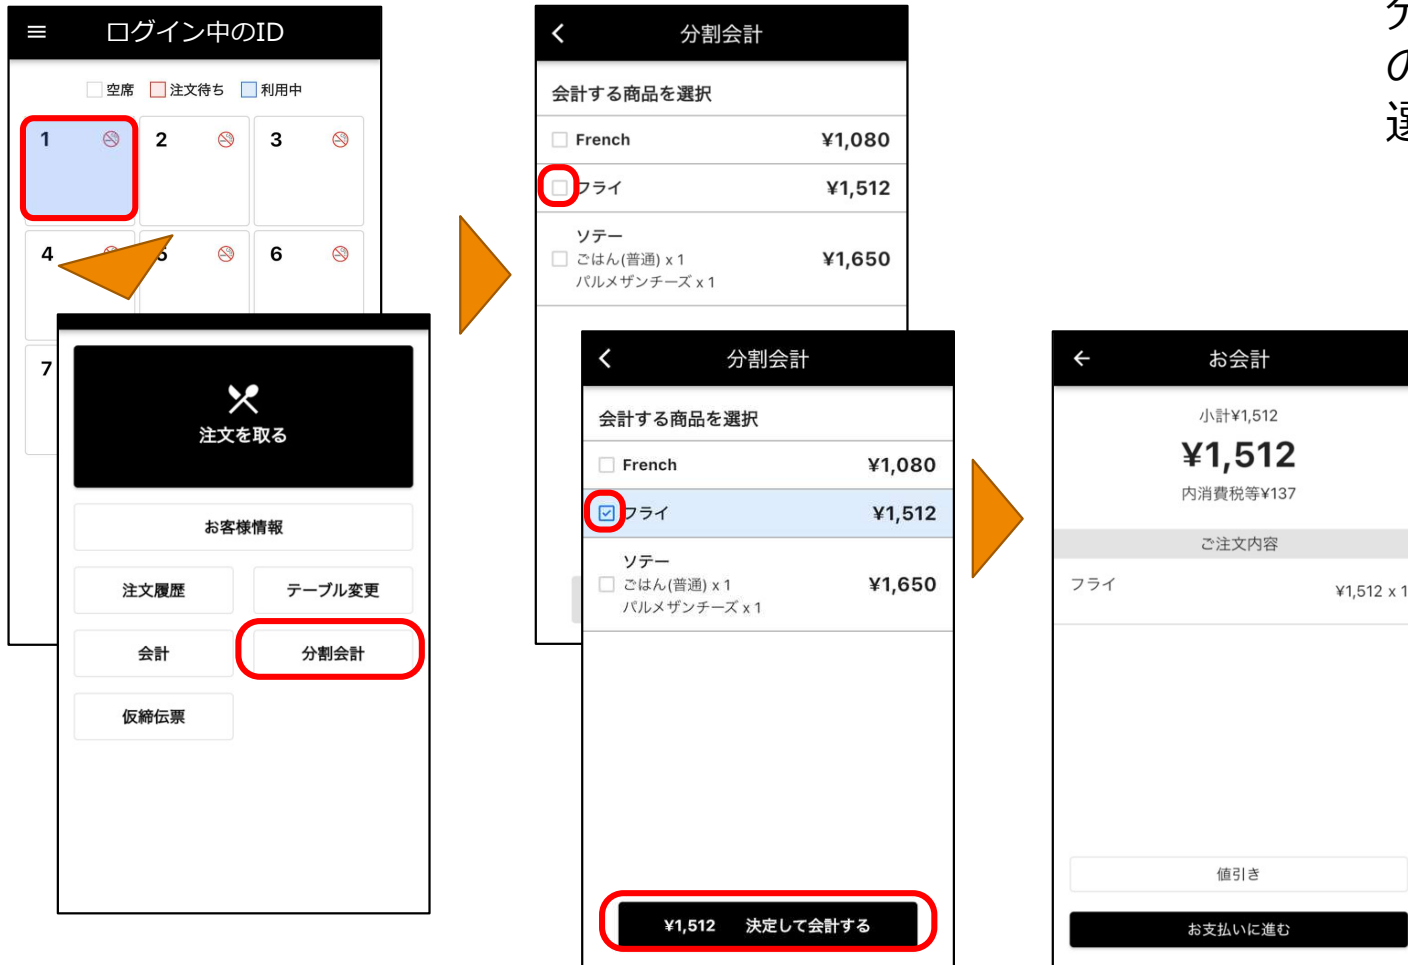 ログイン中のID
空席 注文待ち 利用中
1 2 3
4 5 6
7
注文を取る
お客様情報
注文履歴 テーブル変更
会計 分割会計
仮締伝票
分割会計
会計する商品を選択
French ¥1,080
フライ ¥1,512
ソテー
ごはん(普通) x 1 ¥1,650
パルメザンチーズ x 1
分割会計
会計する商品を選択
French ¥1,080
フライ ¥1,512
ソテー
ごはん(普通) x 1 ¥1,650
パルメザンチーズ x 1
¥1,512 決定して会計する
お会計
小計¥1,512
¥1,512
内消費税等¥137
ご注文内容
フライ ¥1,512 x 1
値引き
お支払いに進む
の
選